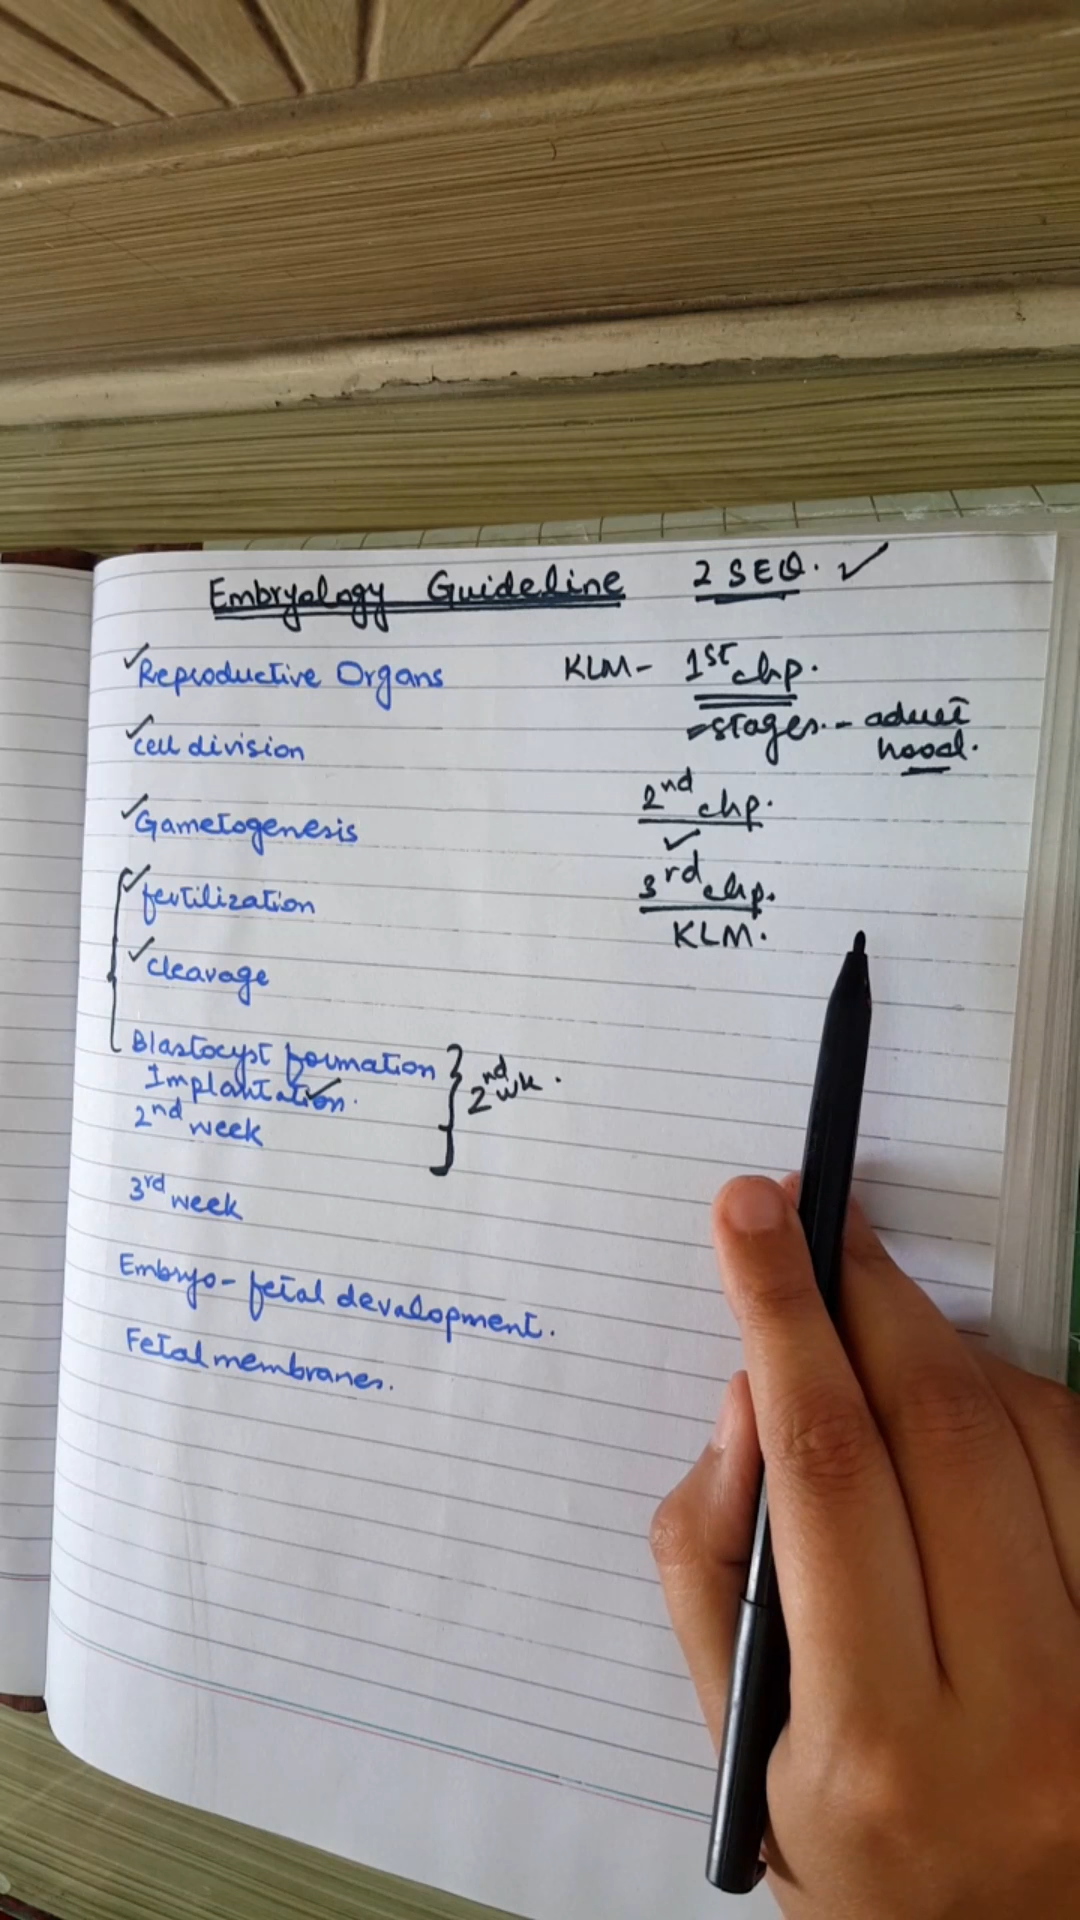 Embryology Guideline 2 SEQ. ✓
✓Reproductive Organs KLM- 1st chp.
-stages.- adult
hood.
✓cell division
2nd chp.
✓Gametogenesis
✓
3rd chp.
KLM.
✓fertilization
✓cleavage
Blastocyst formation
Implantation. ✓
2nd wk.
2nd week
3rd week
Embryo-fetal development.
Fetal membranes.